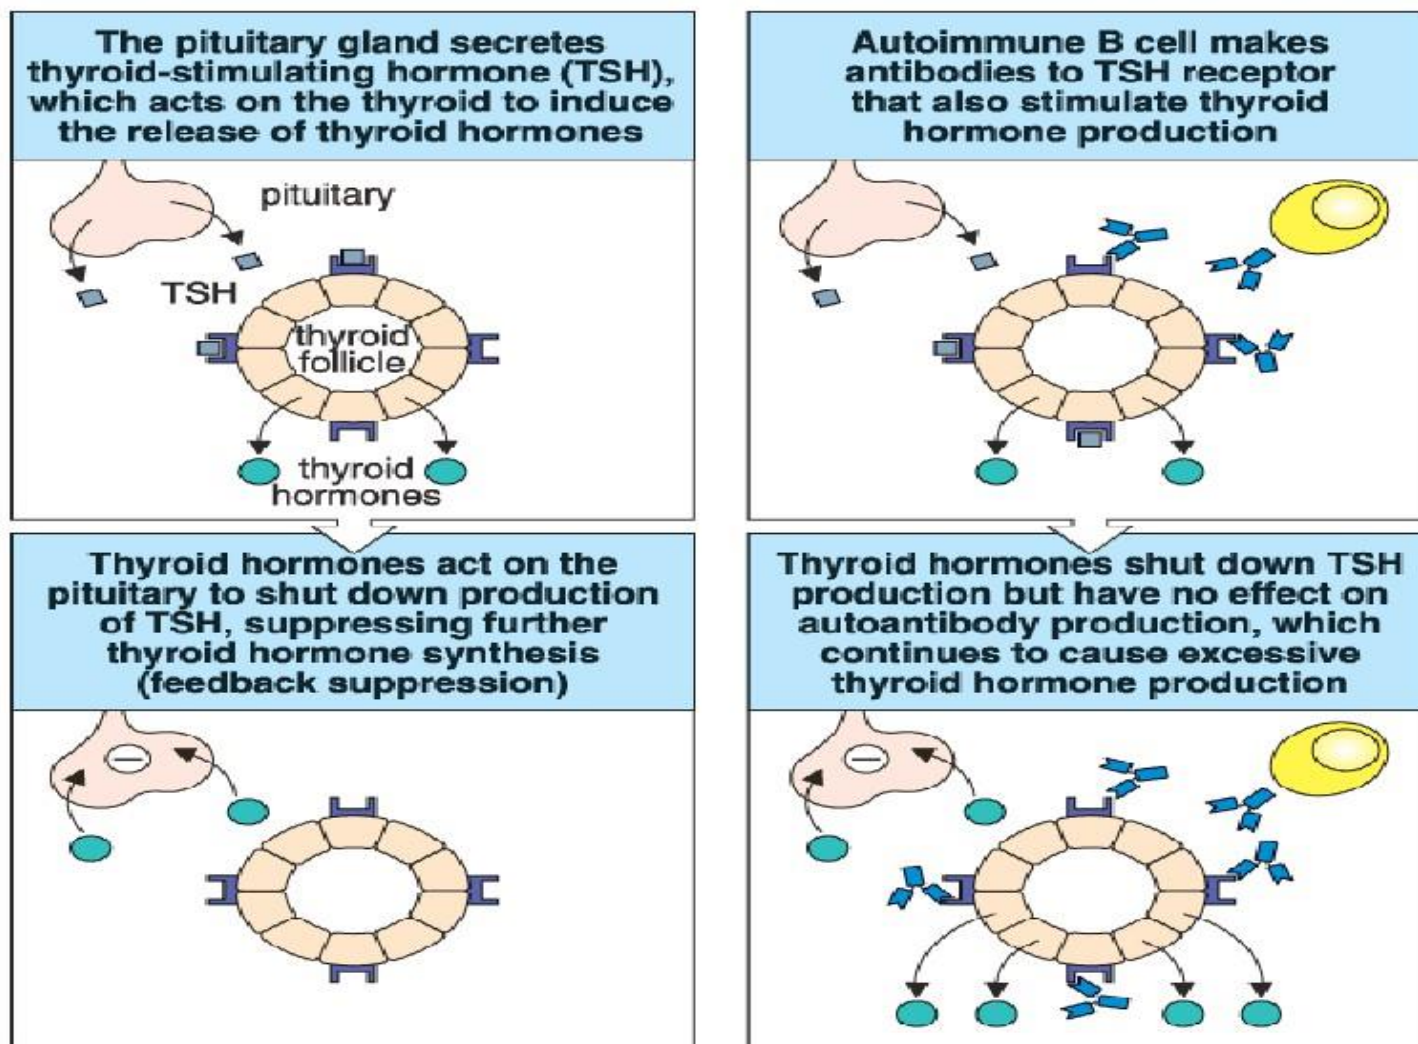 The pituitary gland secretes
thyroid-stimulating hormone (TSH),
which acts on the thyroid to induce
the release of thyroid hormones
pituitary
TSH
thyroid
follicle
thyroid
hormones
Autoimmune B cell makes
antibodies to TSH receptor
that also stimulate thyroid
hormone production
Thyroid hormones act on the
pituitary to shut down production
of TSH, suppressing further
thyroid hormone synthesis
(feedback suppression)
Thyroid hormones shut down TSH
production but have no effect on
autoantibody production, which
continues to cause excessive
thyroid hormone production